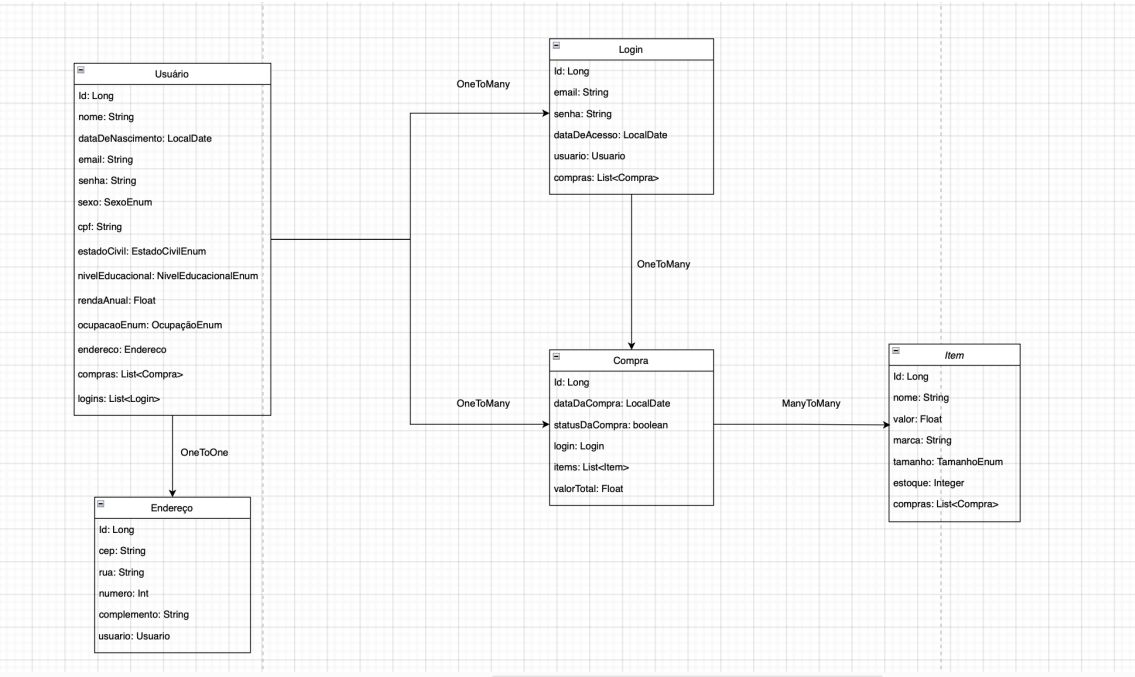 Usuário
Id: Long
nome: String
dataDeNascimento: LocalDate
email: String
senha: String
sexo: SexoEnum
cpf: String
estadoCivil: EstadoCivilEnum
nivelEducacional: NivelEducacionalEnum
rendaAnual: Float
ocupacaoEnum: OcupaçãoEnum
endereco: Endereco
compras: List<Compra>
logins: List<Login>
OneToOne
Endereço
Id: Long
cep: String
rua: String
numero: Int
complemento: String
usuario: Usuario
OneToMany
Login
Id: Long
email: String
senha: String
dataDeAcesso: LocalDate
usuario: Usuario
compras: List<Compra>
OneToMany
OneToMany
Compra
Id: Long
dataDaCompra: LocalDate
statusDaCompra: boolean
login: Login
items: List<Item>
valorTotal: Float
ManyToMany
Item
Id: Long
nome: String
valor: Float
marca: String
tamanho: TamanhoEnum
estoque: Integer
compras: List<Compra>